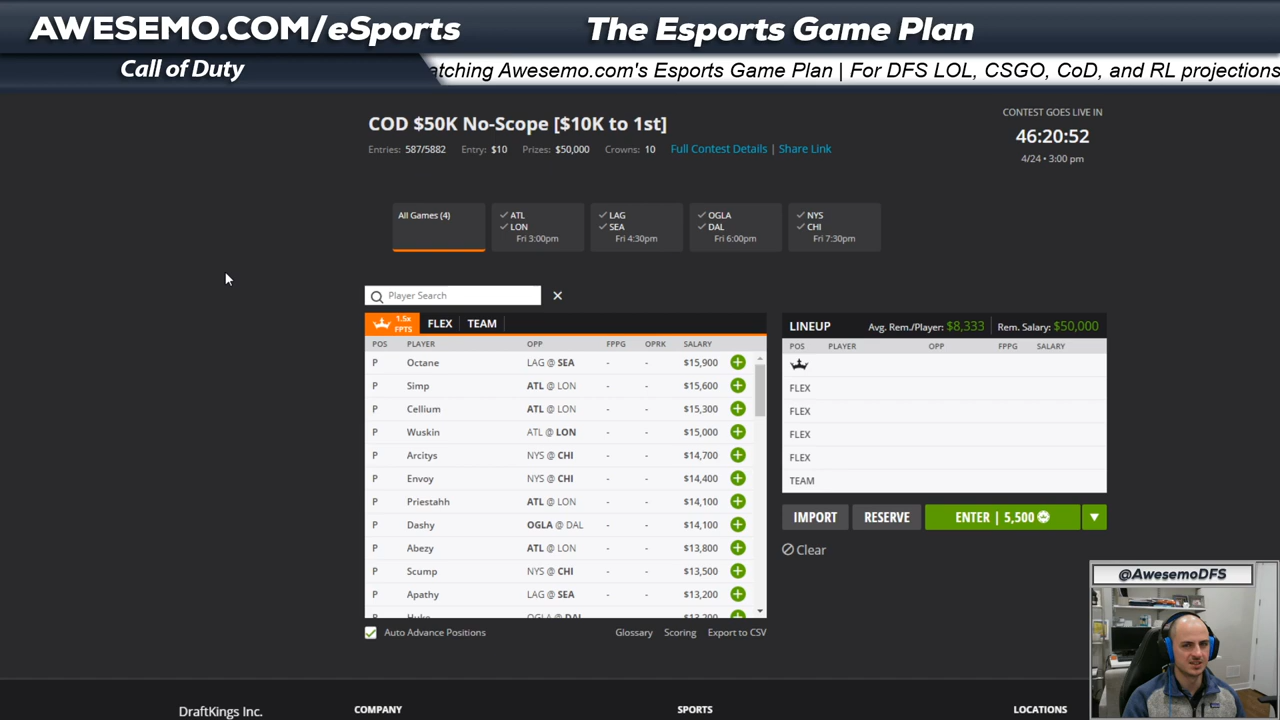 AWESEMO.COM/eSports
The Esports Game Plan
Call of Duty
atching Awesemo.com's Esports Game Plan | For DFS LOL, CSGO, CoD, and RL projections
COD $50K No-Scope [$10K to 1st]
CONTEST GOES LIVE IN
46:20:52
4/24 • 3:00 pm
Entries: 587/5882 Entry: $10 Prizes: $50,000 Crowns: 10 Full Contest Details | Share Link
All Games (4)
ATL
LON
Fri 3:00pm
LAG
SEA
Fri 4:30pm
OGLA
DAL
Fri 6:00pm
NYS
CHI
Fri 7:30pm
Player Search
1.5x FPTS FLEX TEAM
POS PLAYER OPP FPPG OPRK SALARY
P Octane LAG @ SEA - - $15,900
P Simp ATL @ LON - - $15,600
P Cellium ATL @ LON - - $15,300
P Wuskin ATL @ LON - - $15,000
P Arcitys NYS @ CHI - - $14,700
P Envoy NYS @ CHI - - $14,400
P Priestahh ATL @ LON - - $14,100
P Dashy OGLA @ DAL - - $14,100
P Abezy ATL @ LON - - $13,800
P Scump NYS @ CHI - - $13,500
P Apathy LAG @ SEA - - $13,200
P Huke OGLA @ DAL - - $13,200
Auto Advance Positions
Glossary Scoring Export to CSV
LINEUP Avg. Rem./Player: $8,333 Rem. Salary: $50,000
POS PLAYER OPP FPPG SALARY
FLEX
FLEX
FLEX
FLEX
TEAM
IMPORT RESERVE ENTER | 5,500
Clear
@AwesemoDFS
DraftKings Inc. COMPANY SPORTS LOCATIONS